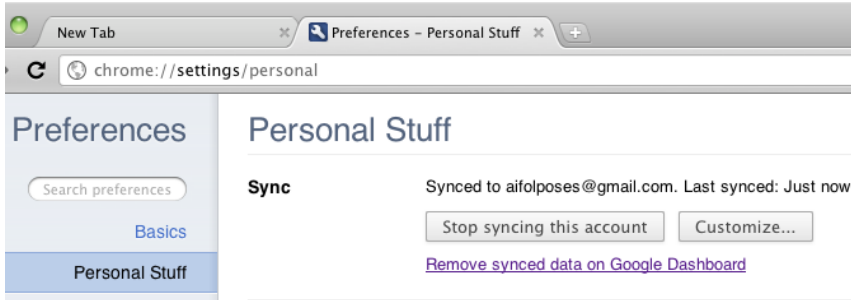 New Tab
Preferences – Personal Stuff
chrome://settings/personal
Preferences
Search preferences
Basics
Personal Stuff
Personal Stuff
Sync
Synced to aifolposes@gmail.com. Last synced: Just now
Stop syncing this account
Customize...
Remove synced data on Google Dashboard